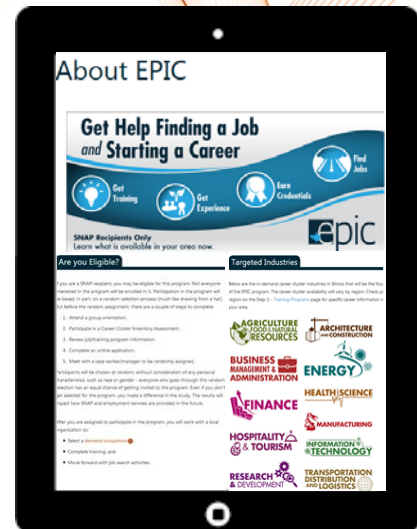 About EPIC
Get Help Finding a Job
and Starting a Career
Get
Training
Get
Experience
Earn
Credentials
Find
Jobs
SNAP Recipients Only
Learn what is available in your area now.
epic
Are you Eligible?
f you are a SNAP recipient, you may be eligible for this program. Not everyone
nterested in the program will be enrolled in it. Participation in the program will
be based, in part, on a random selection process (much like drawing from a hat),
but before the random assignment, there are a couple of steps to complete:
1. Attend a group orientation.
2. Participate in a Career Cluster Inventory Assessment.
3. Review job/training program information.
4. Complete an online application.
5. Meet with a case worker/manager to be randomly assigned.
Participants will be chosen at random, without consideration of any personal
characteristics, such as race or gender - everyone who goes through this random
selection has an equal chance of getting invited to the program. Even if you don't
get selected for the program, you make a difference in the study. The results will
mpact how SNAP and employment services are provided in the future.
After you are assigned to participate in the program, you will work with a local
organization to:
• Select a demand occupation
• Complete training, and
• Move forward with job search activities.
Targeted Industries
Below are the in-demand career cluster industries in Illinois that will be the
of the EPIC program. The career cluster availability will vary by region. Check
region on the Step 3 - Training Programs page for specific career information
your area.
AGRICULTURE
FOOD & NATURAL
RESOURCES
ARCHITECTURE
AND CONSTRUCTION
BUSINESS
MANAGEMENT &
ADMINISTRATION
ENERGY
FINANCE
HEALTH SCIENCE
MANUFACTURING
HOSPITALITY
& TOURISM
INFORMATION
TECHNOLOGY
RESEARCH
& DEVELOPMENT
TRANSPORTATION
DISTRIBUTION
AND LOGISTICS